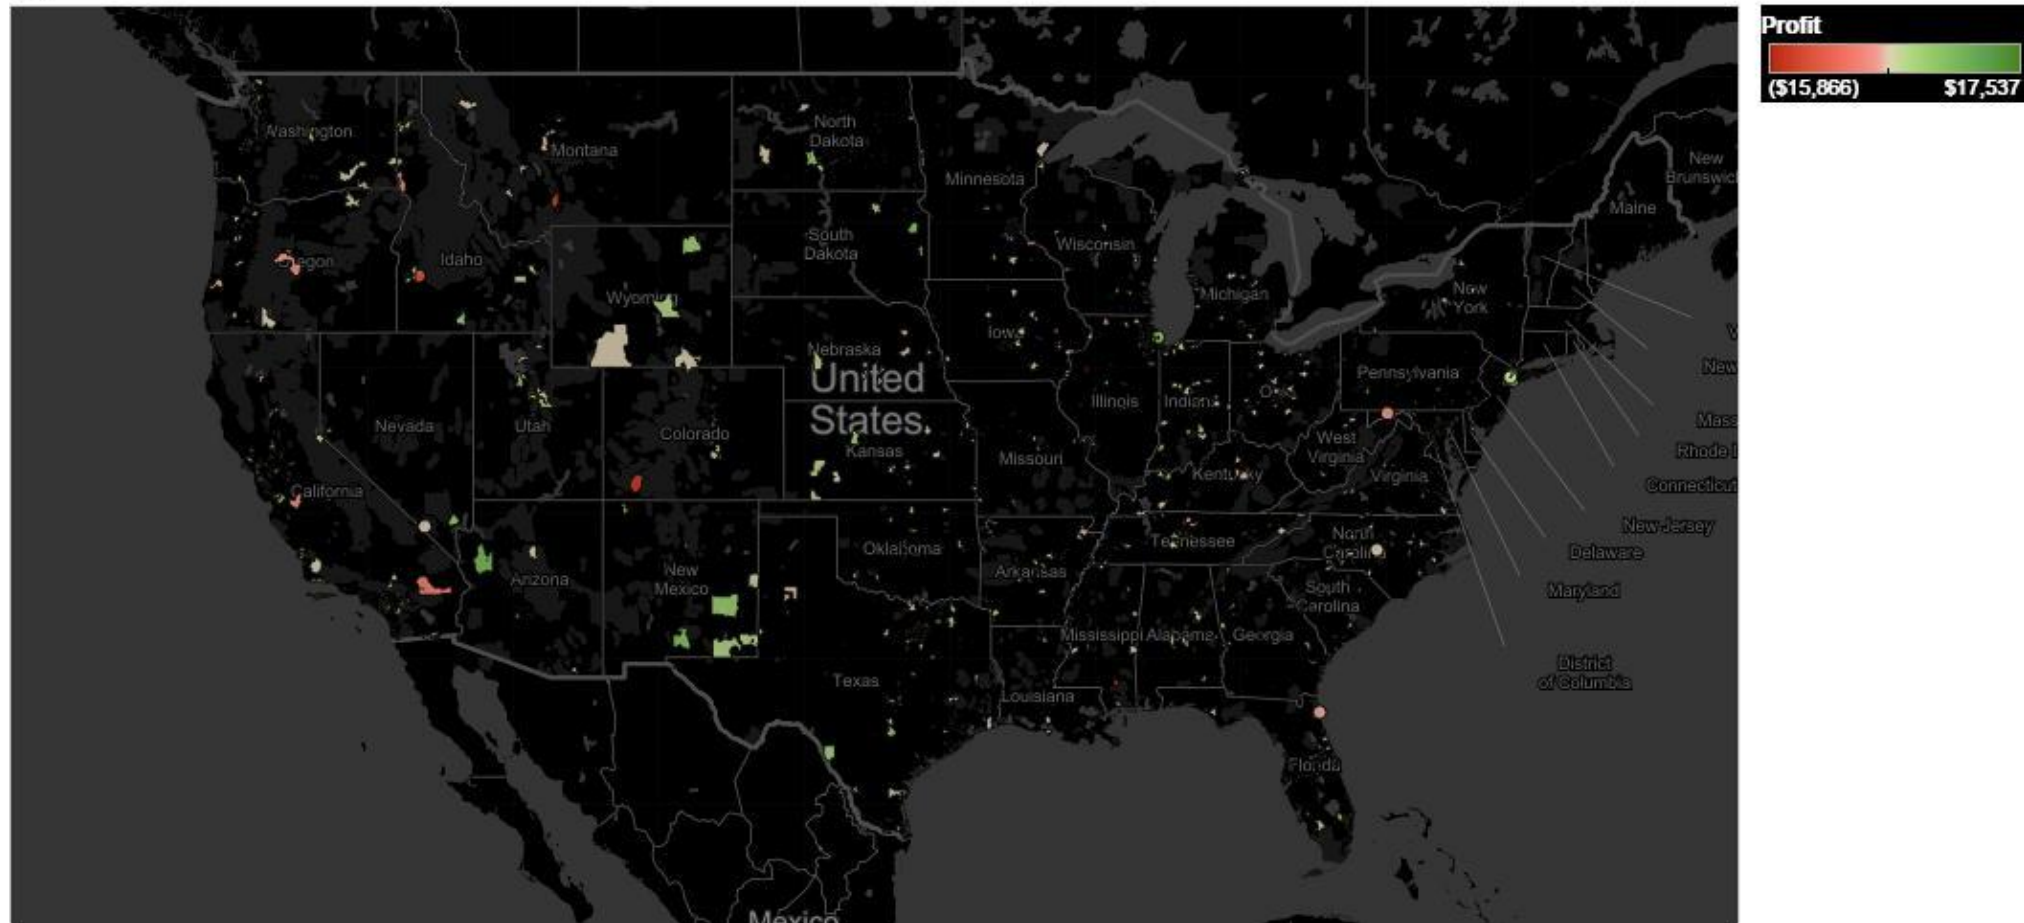 Profit
($15,866) $17,537
Washington
Montana
North
Dakota
Minnesota
New
Brunswick
Maine
Oregon
Idaho
South
Dakota
Wisconsin
Wyoming
Michigan
New
York
Iowa
Nebraska
United
States
Pennsylvania
Nevada
Utah
Colorado
Kansas
Missouri
Illinois
Indiana
West
Virginia
Virginia
Kentucky
California
Arizona
New
Mexico
Oklahoma
Arkansas
Tennessee
North
Carolina
South
Carolina
Mississippi
Alabama
Georgia
Texas
Louisiana
Florida
New
Mass
Rhode I
Connecticut
New Jersey
Delaware
Maryland
District
of Columbia
Mexico